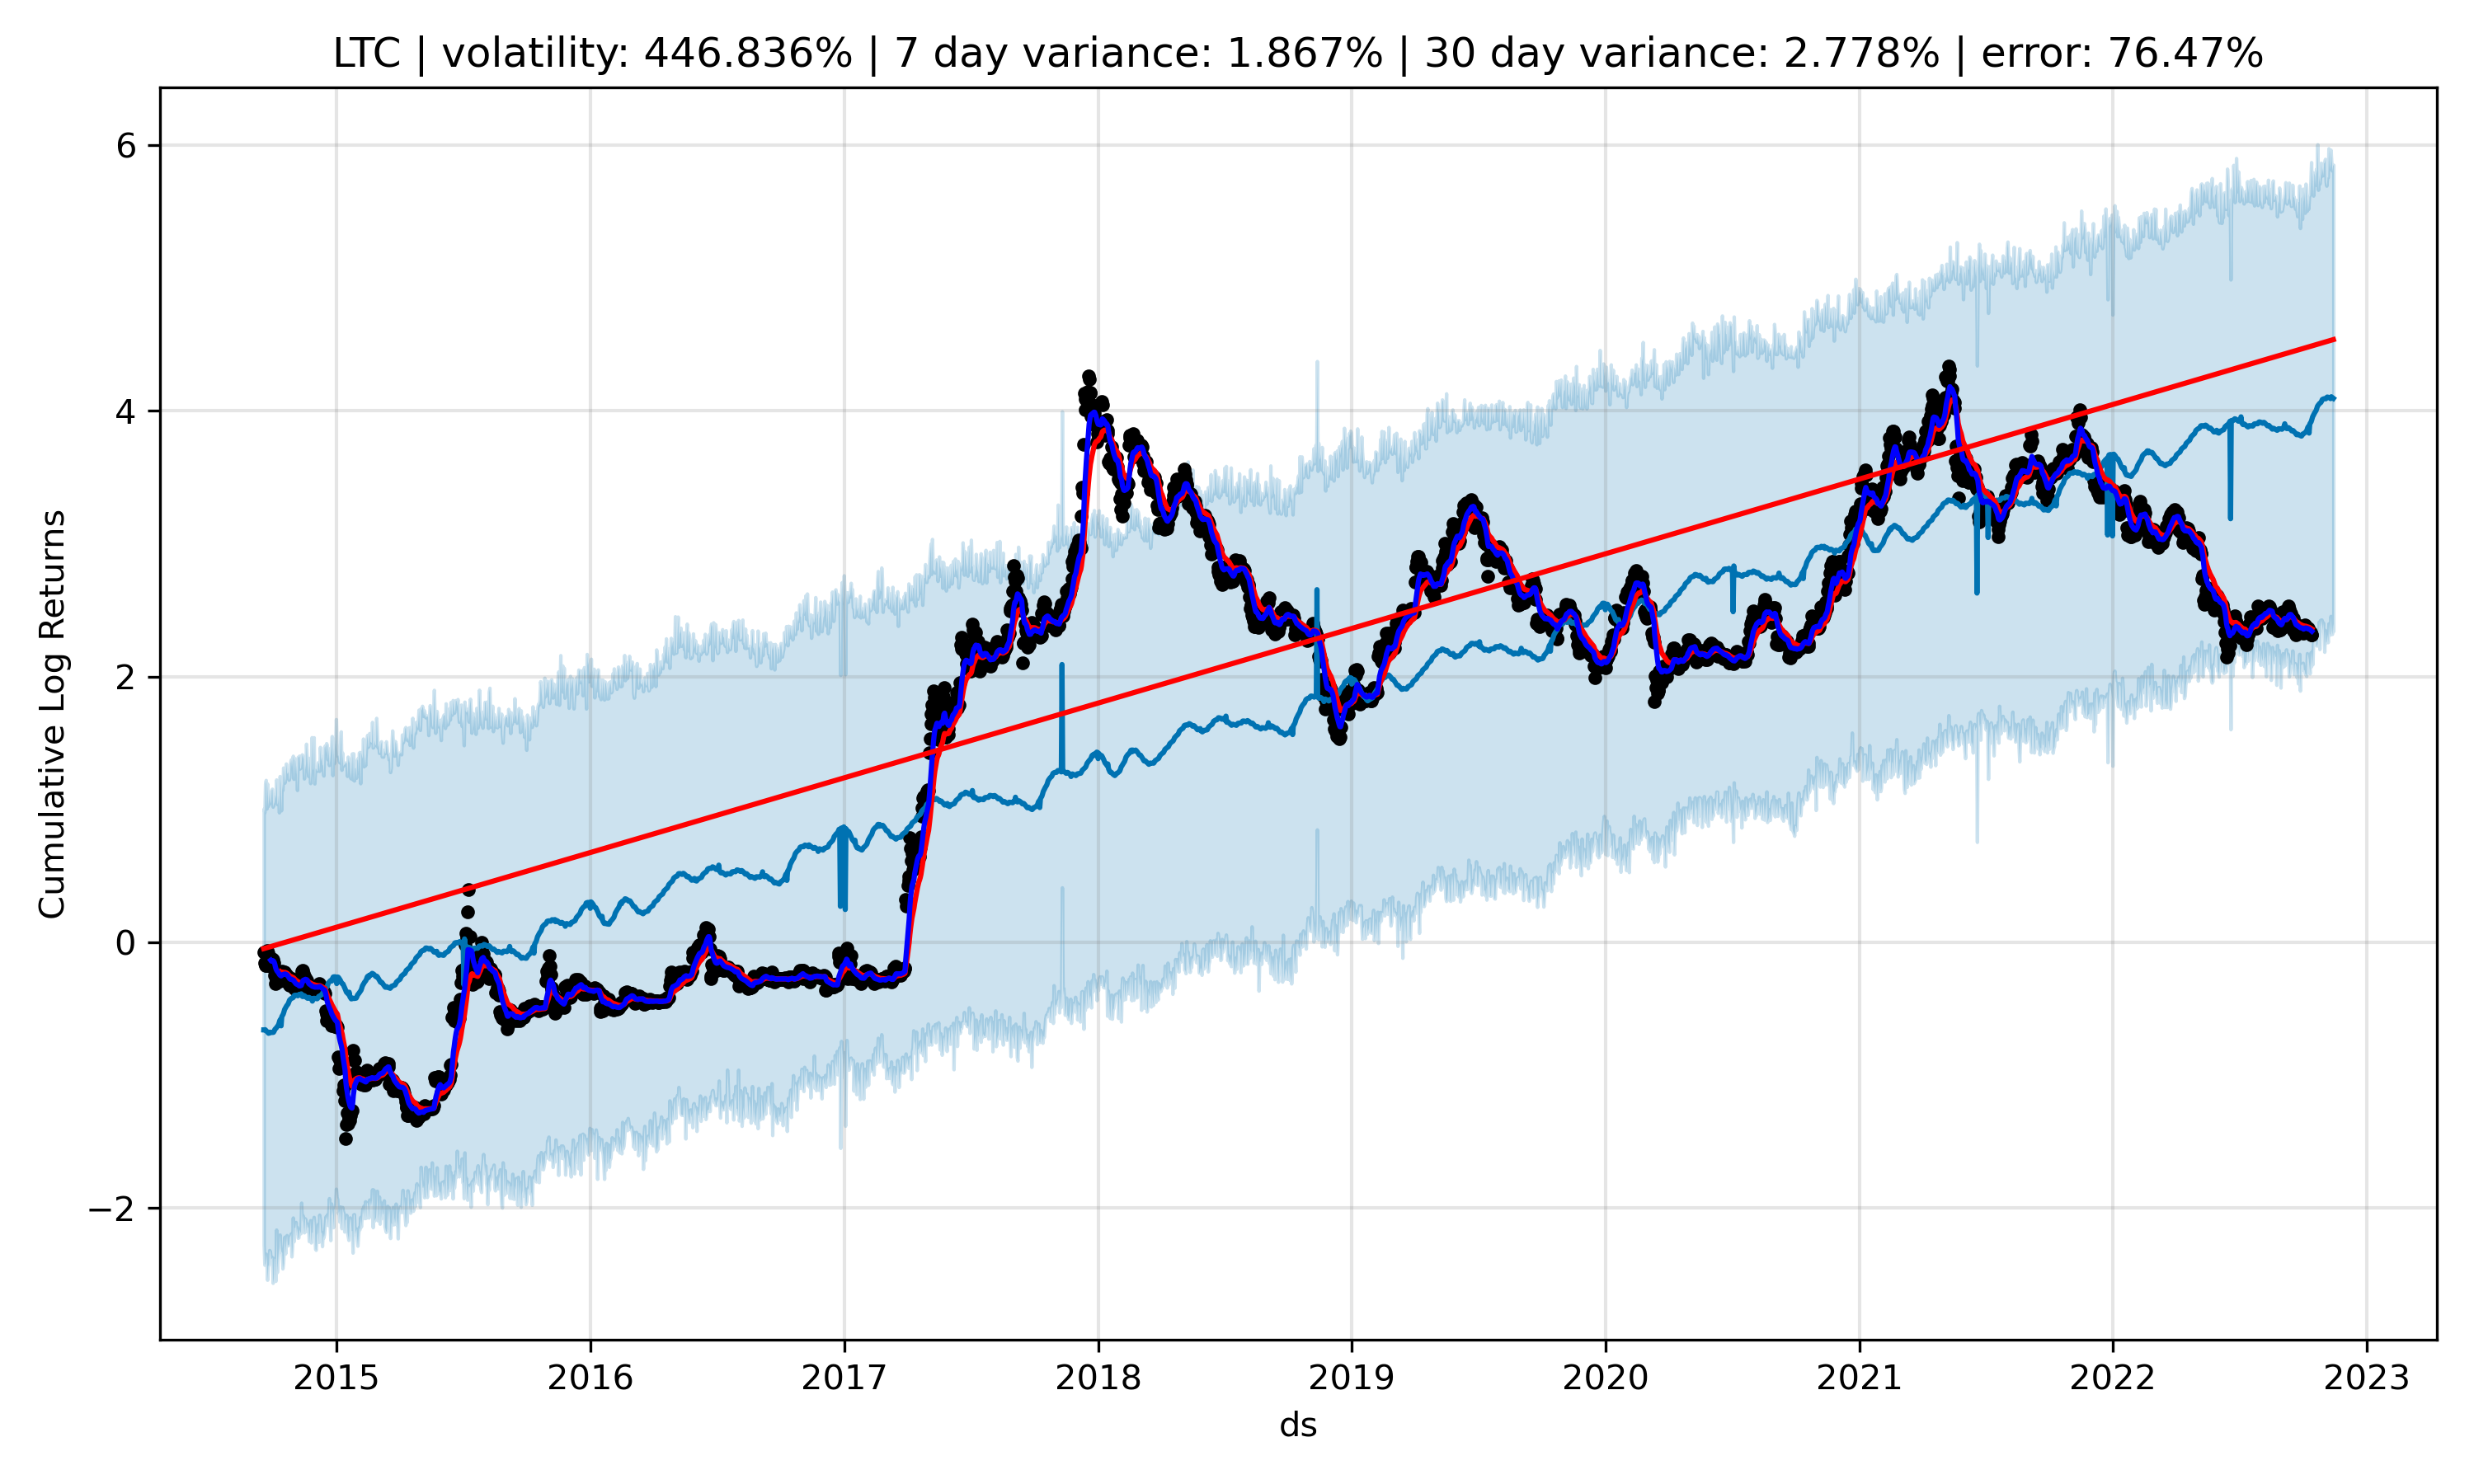 LTC | volatility: 446.836% | 7 day variance: 1.867% | 30 day variance: 2.778% | error: 76.47%
Cumulative Log Returns
6
4
2
0
−2
2015 2016 2017 2018 2019 2020 2021 2022 2023
ds